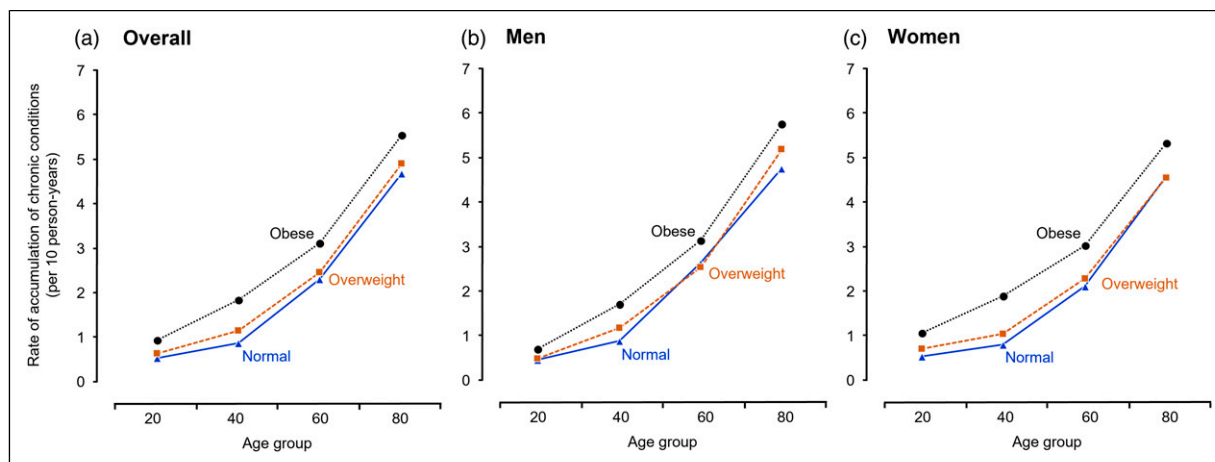 (a) Overall
Rate of accumulation of chronic conditions
(per 10 person-years)
7
6
5
4
3
2
1
0
Obese
Overweight
Normal
20 40 60 80
Age group
(b) Men
7
6
5
4
3
2
1
0
Obese
Overweight
Normal
20 40 60 80
Age group
(c) Women
7
6
5
4
3
2
1
0
Obese
Overweight
Normal
20 40 60 80
Age group